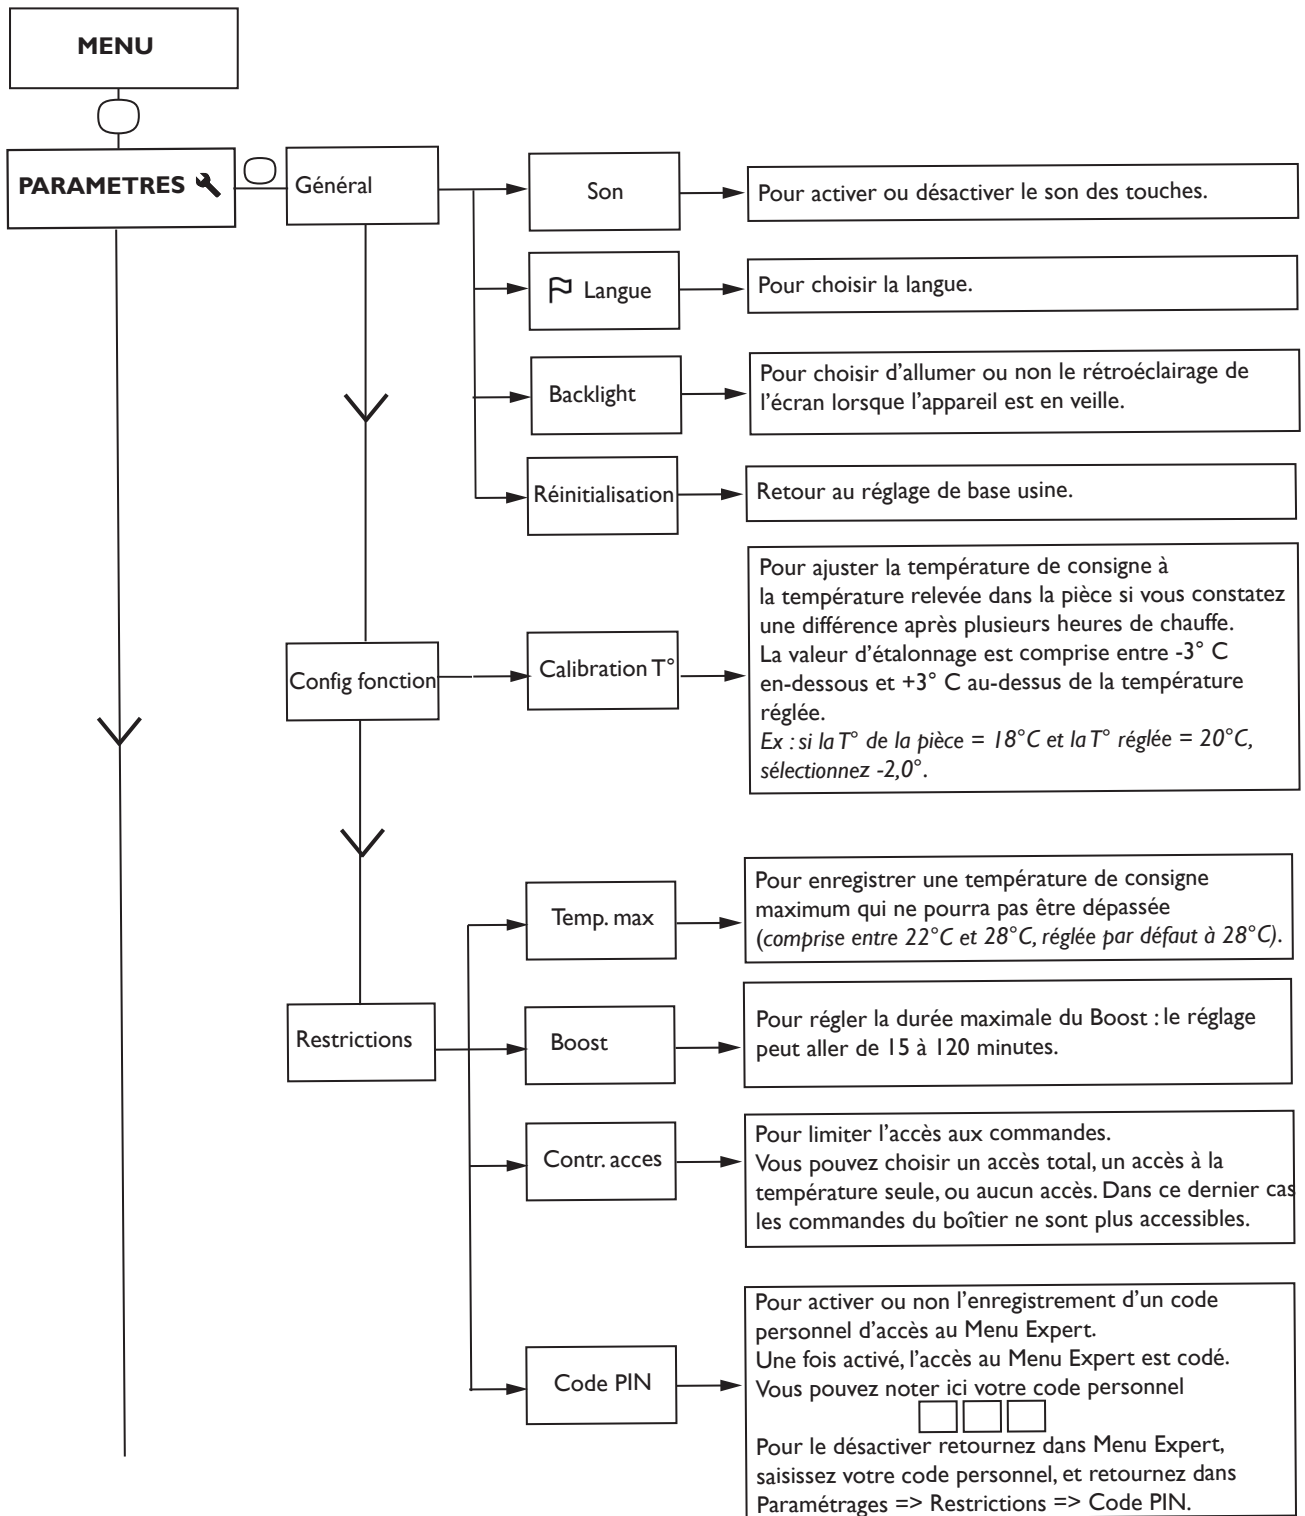 MENU
PARAMETRES
Général
Son
Pour activer ou désactiver le son des touches.
Langue
Pour choisir la langue.
Backlight
Pour choisir d’allumer ou non le rétroéclairage de
l’écran lorsque l’appareil est en veille.
Réinitialisation
Retour au réglage de base usine.
Config fonction
Calibration T°
Pour ajuster la température de consigne à
la température relevée dans la pièce si vous constatez
une différence après plusieurs heures de chauffe.
La valeur d’étalonnage est comprise entre -3° C
en-dessous et +3° C au-dessus de la température
réglée.
Ex : si la T° de la pièce = 18°C et la T° réglée = 20°C,
sélectionnez -2,0°.
Restrictions
Temp. max
Pour enregistrer une température de consigne
maximum qui ne pourra pas être dépassée
(comprise entre 22°C et 28°C, réglée par défaut à 28°C).
Boost
Pour régler la durée maximale du Boost : le réglage
peut aller de 15 à 120 minutes.
Contr. acces
Pour limiter l’accès aux commandes.
Vous pouvez choisir un accès total, un accès à la
température seule, ou aucun accès. Dans ce dernier cas
les commandes du boîtier ne sont plus accessibles.
Code PIN
Pour activer ou non l’enregistrement d’un code
personnel d’accès au Menu Expert.
Une fois activé, l’accès au Menu Expert est codé.
Vous pouvez noter ici votre code personnel
Pour le désactiver retournez dans Menu Expert,
saisissez votre code personnel, et retournez dans
Paramétrages => Restrictions => Code PIN.